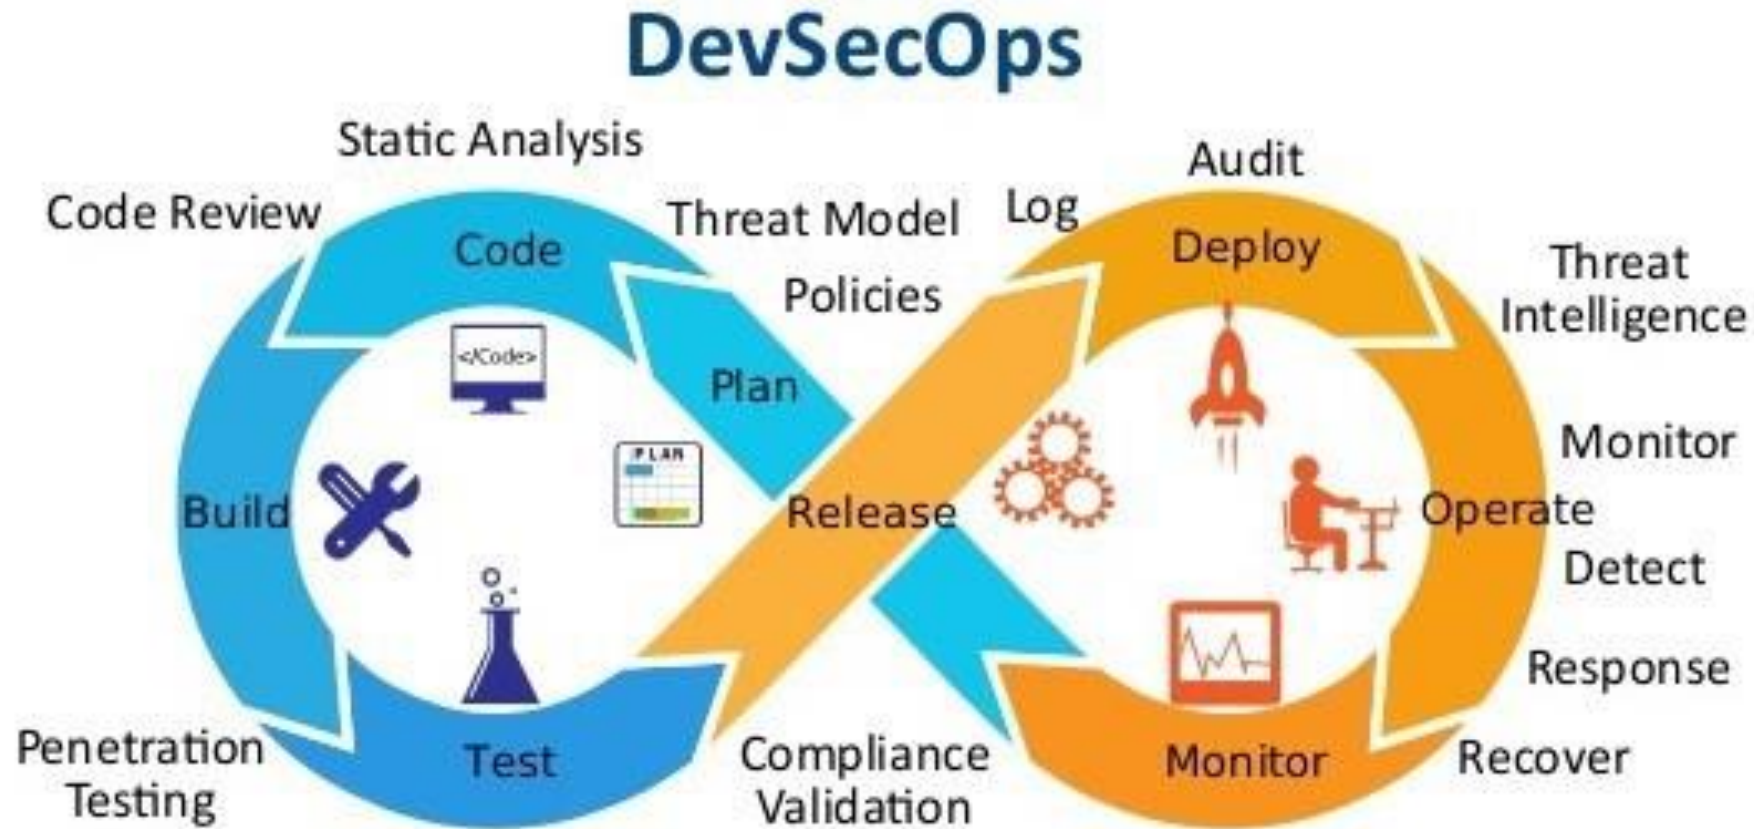 DevSecOps
Static Analysis
Audit
Code Review
Threat Model
Log
Code
Deploy
Policies
Threat
Intelligence
</Code>
Plan
PLAN
Monitor
Build
Release
Operate
Detect
Response
Penetration
Testing
Test
Compliance
Validation
Monitor
Recover